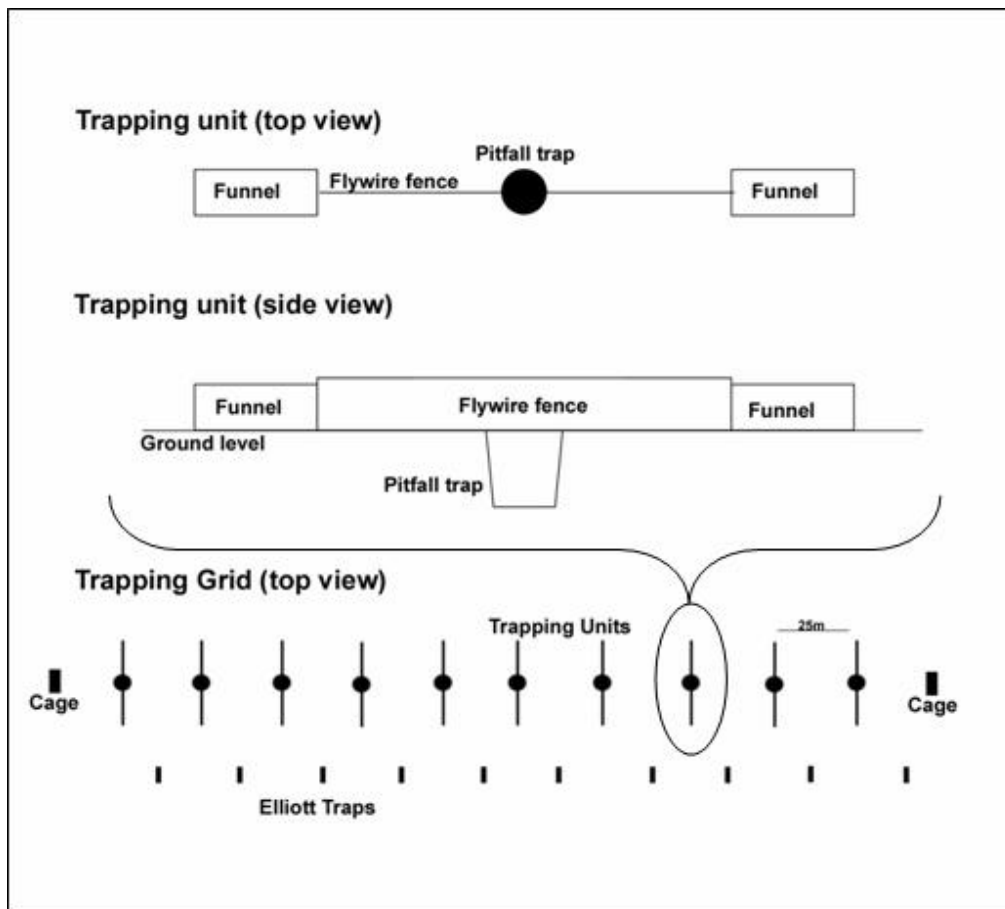 Trapping unit (top view)
Pitfall trap
Funnel
Flywire fence
Funnel
Trapping unit (side view)
Funnel
Flywire fence
Funnel
Ground level
Pitfall trap
Trapping Grid (top view)
Trapping Units
25m
Cage
Cage
Elliott Traps